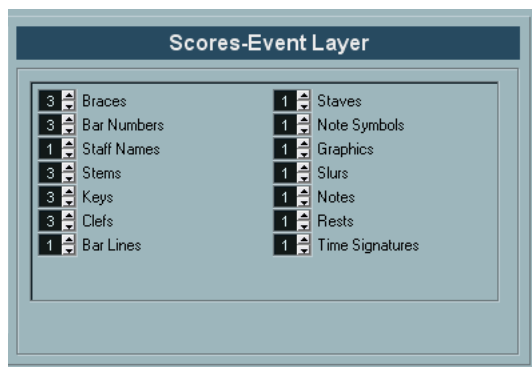 Scores-Event Layer
3 Braces
3 Bar Numbers
1 Staff Names
3 Stems
3 Keys
3 Clefs
1 Bar Lines
1 Staves
1 Note Symbols
1 Graphics
1 Slurs
1 Notes
1 Rests
1 Time Signatures